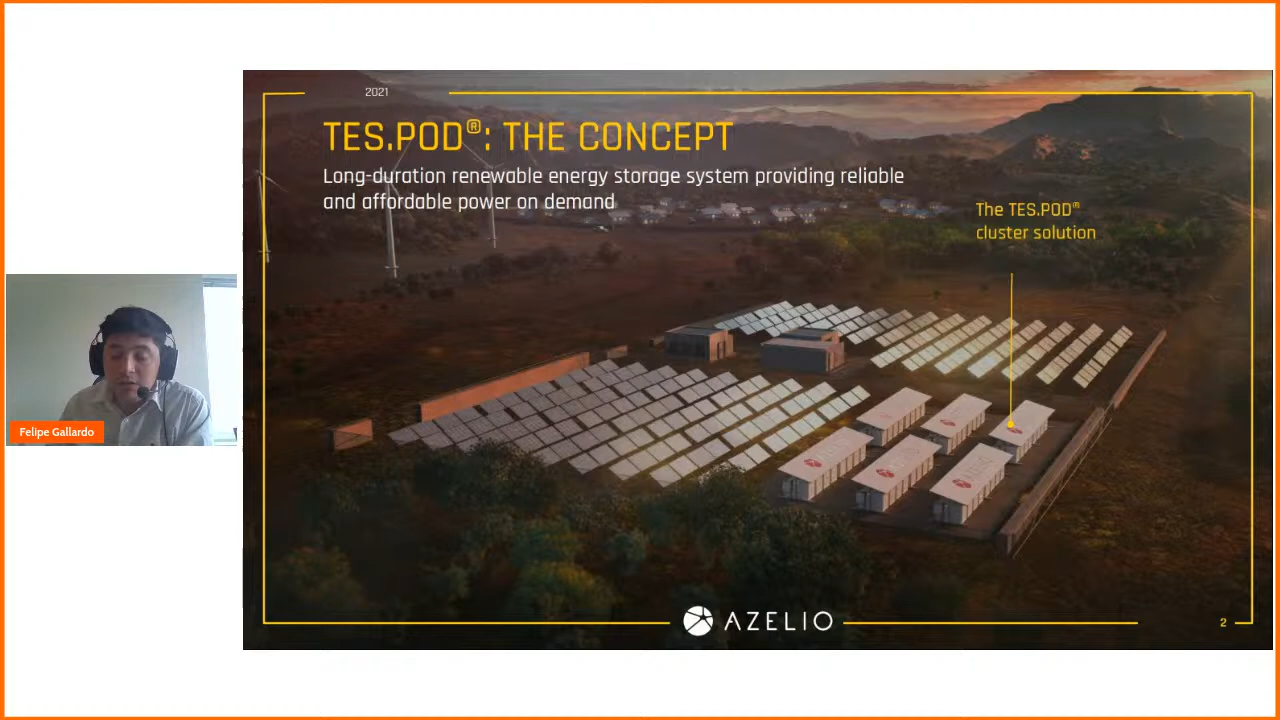 2021
TES.POD®: THE CONCEPT
Long-duration renewable energy storage system providing reliable
and affordable power on demand
The TES.POD®
cluster solution
Felipe Gallardo
AZELIO
2